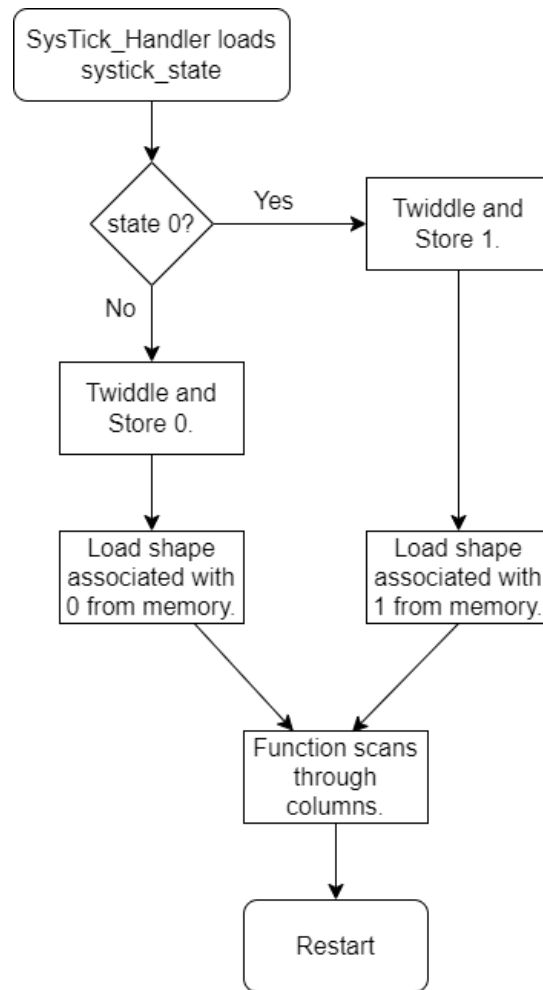 SysTick_Handler loads
systick_state
state 0?
Yes
Twiddle and
Store 1.
No
Twiddle and
Store 0.
Load shape
associated with
0 from memory.
Load shape
associated with
1 from memory.
Function scans
through
columns.
Restart